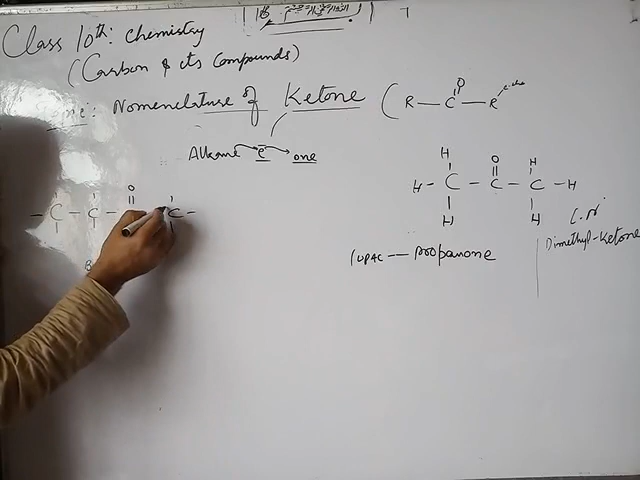 Class 10th: Chemistry
(Carbon & its Compounds)
Nomenclature of Ketone (R — C — R'
O
Alkane e → one
H O H
H — C — C — C — H
H H
O
— C — C — C —
C.N
IUPAC — Propanone
Dimethyl-Ketone